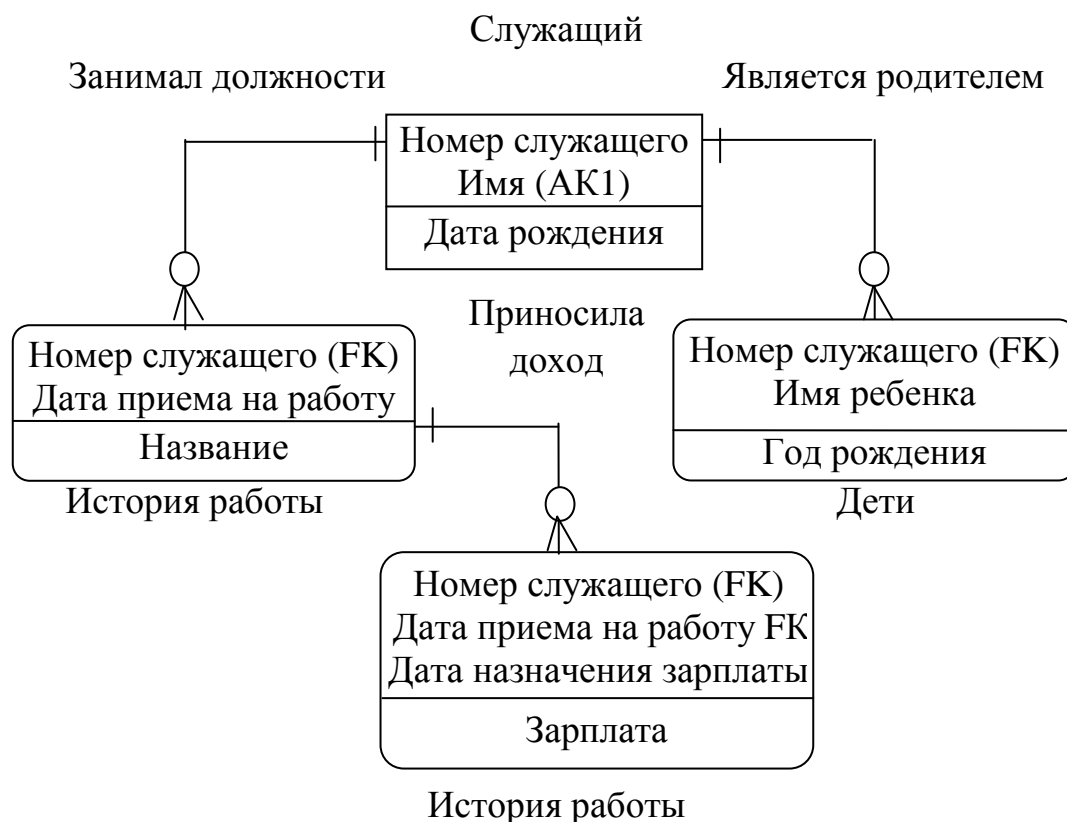 Служащий
Занимал должности
Является родителем
Номер служащего
Имя (АК1)
Дата рождения
Приносила
доход
Номер служащего (FK)
Дата приема на работу
Название
История работы
Номер служащего (FK)
Имя ребенка
Год рождения
Дети
Номер служащего (FK)
Дата приема на работу FК
Дата назначения зарплаты
Зарплата
История работы